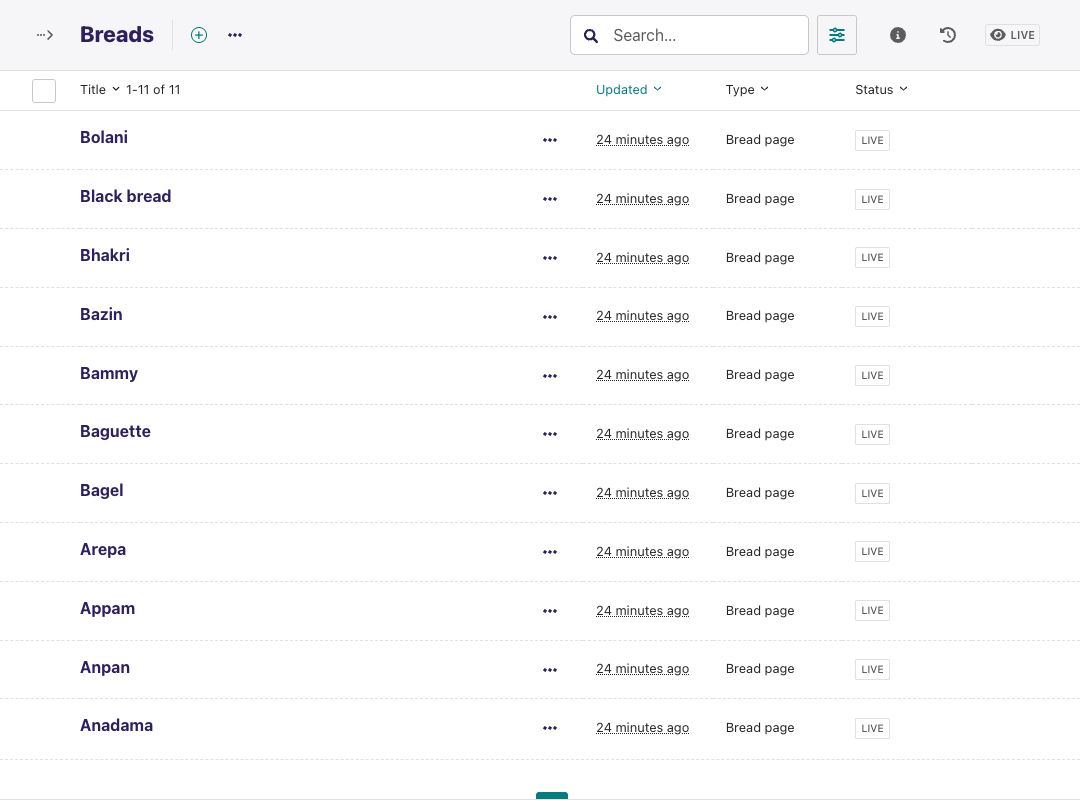 Breads Search... LIVE
Title 1-11 of 11 Updated Type Status
Bolani 24 minutes ago Bread page LIVE
Black bread 24 minutes ago Bread page LIVE
Bhakri 24 minutes ago Bread page LIVE
Bazin 24 minutes ago Bread page LIVE
Bammy 24 minutes ago Bread page LIVE
Baguette 24 minutes ago Bread page LIVE
Bagel 24 minutes ago Bread page LIVE
Arepa 24 minutes ago Bread page LIVE
Appam 24 minutes ago Bread page LIVE
Anpan 24 minutes ago Bread page LIVE
Anadama 24 minutes ago Bread page LIVE